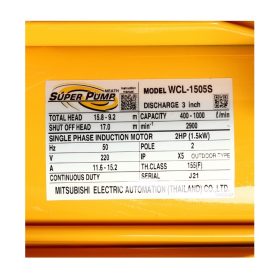 SUPER PUMP
MODEL WCL-1505S
DISCHARGE 3 inch
TOTAL HEAD 15.8 - 9.2 m CAPACITY 400 - 1000 ℓ/min
SHUT OFF HEAD 17.0 m min⁻¹ 2900
SINGLE PHASE INDUCTION MOTOR 2HP (1.5kW)
Hz 50 POLE 2
V 220 IP X5 OUTDOOR TYPE
A 11.6 - 15.2 TH.CLASS 155(F)
CONTINUOUS DUTY SERIAL J21
MITSUBISHI ELECTRIC AUTOMATION (THAILAND) CO., LTD.